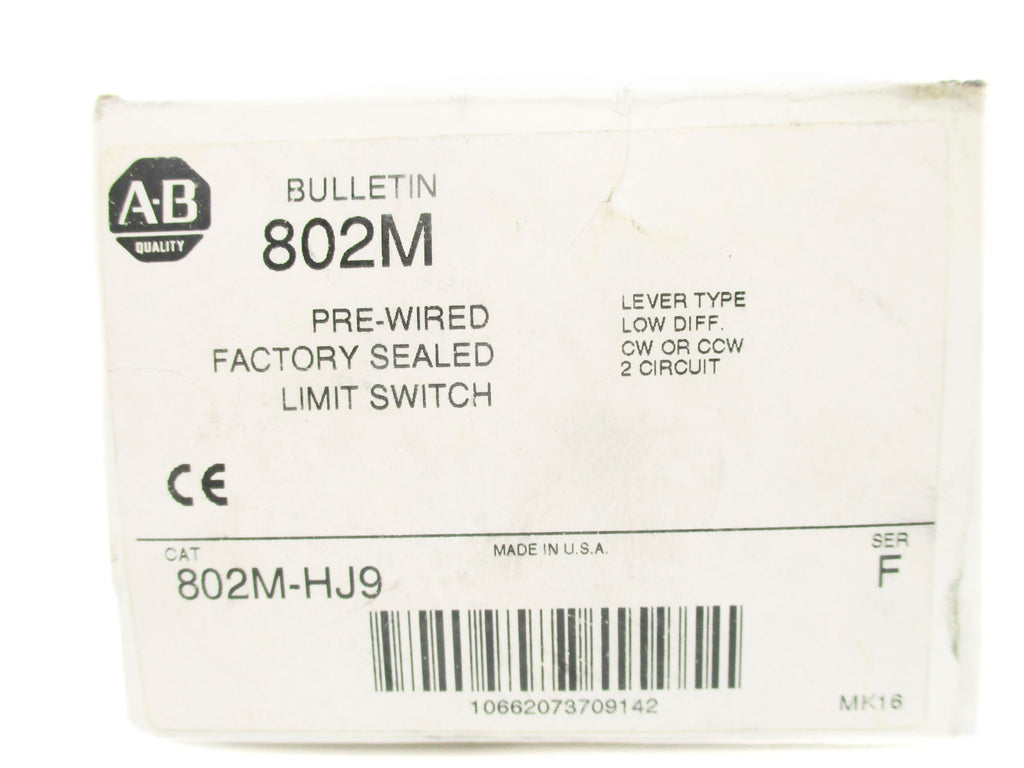 A-B
QUALITY
BULLETIN
802M
PRE-WIRED
FACTORY SEALED
LIMIT SWITCH
LEVER TYPE
LOW DIFF.
CW OR CCW
2 CIRCUIT
CE
CAT
802M-HJ9
MADE IN U.S.A.
SER
F
10662073709142
MK16